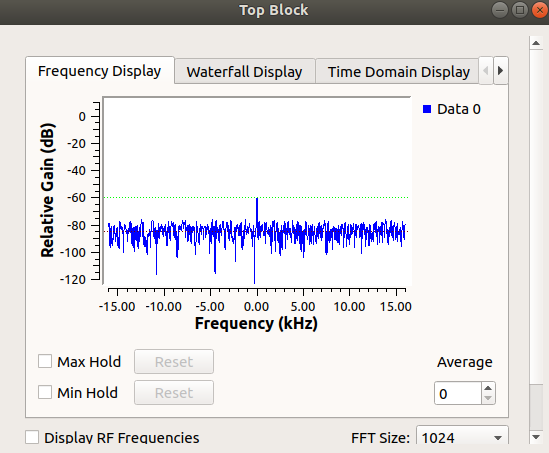 Top Block
Frequency Display
Waterfall Display
Time Domain Display
Data 0
Relative Gain (dB)
0
-20
-40
-60
-80
-100
-120
-15.00 -10.00 -5.00 0.00 5.00 10.00 15.00
Frequency (kHz)
Max Hold Reset
Average
Min Hold Reset
0
Display RF Frequencies
FFT Size: 1024